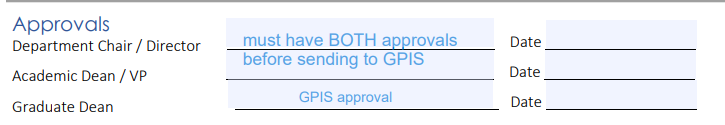 Approvals
Department Chair / Director must have BOTH approvals Date
before sending to GPIS
Academic Dean / VP Date
Graduate Dean GPIS approval Date